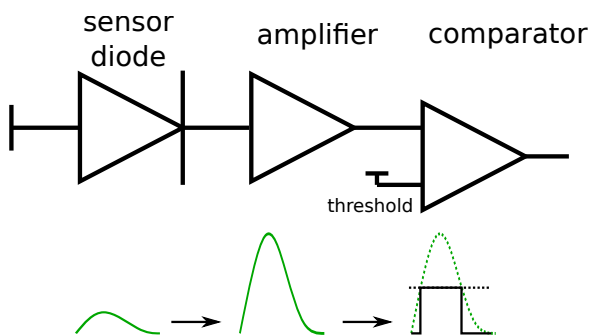 sensor
diode
amplifier
comparator
threshold